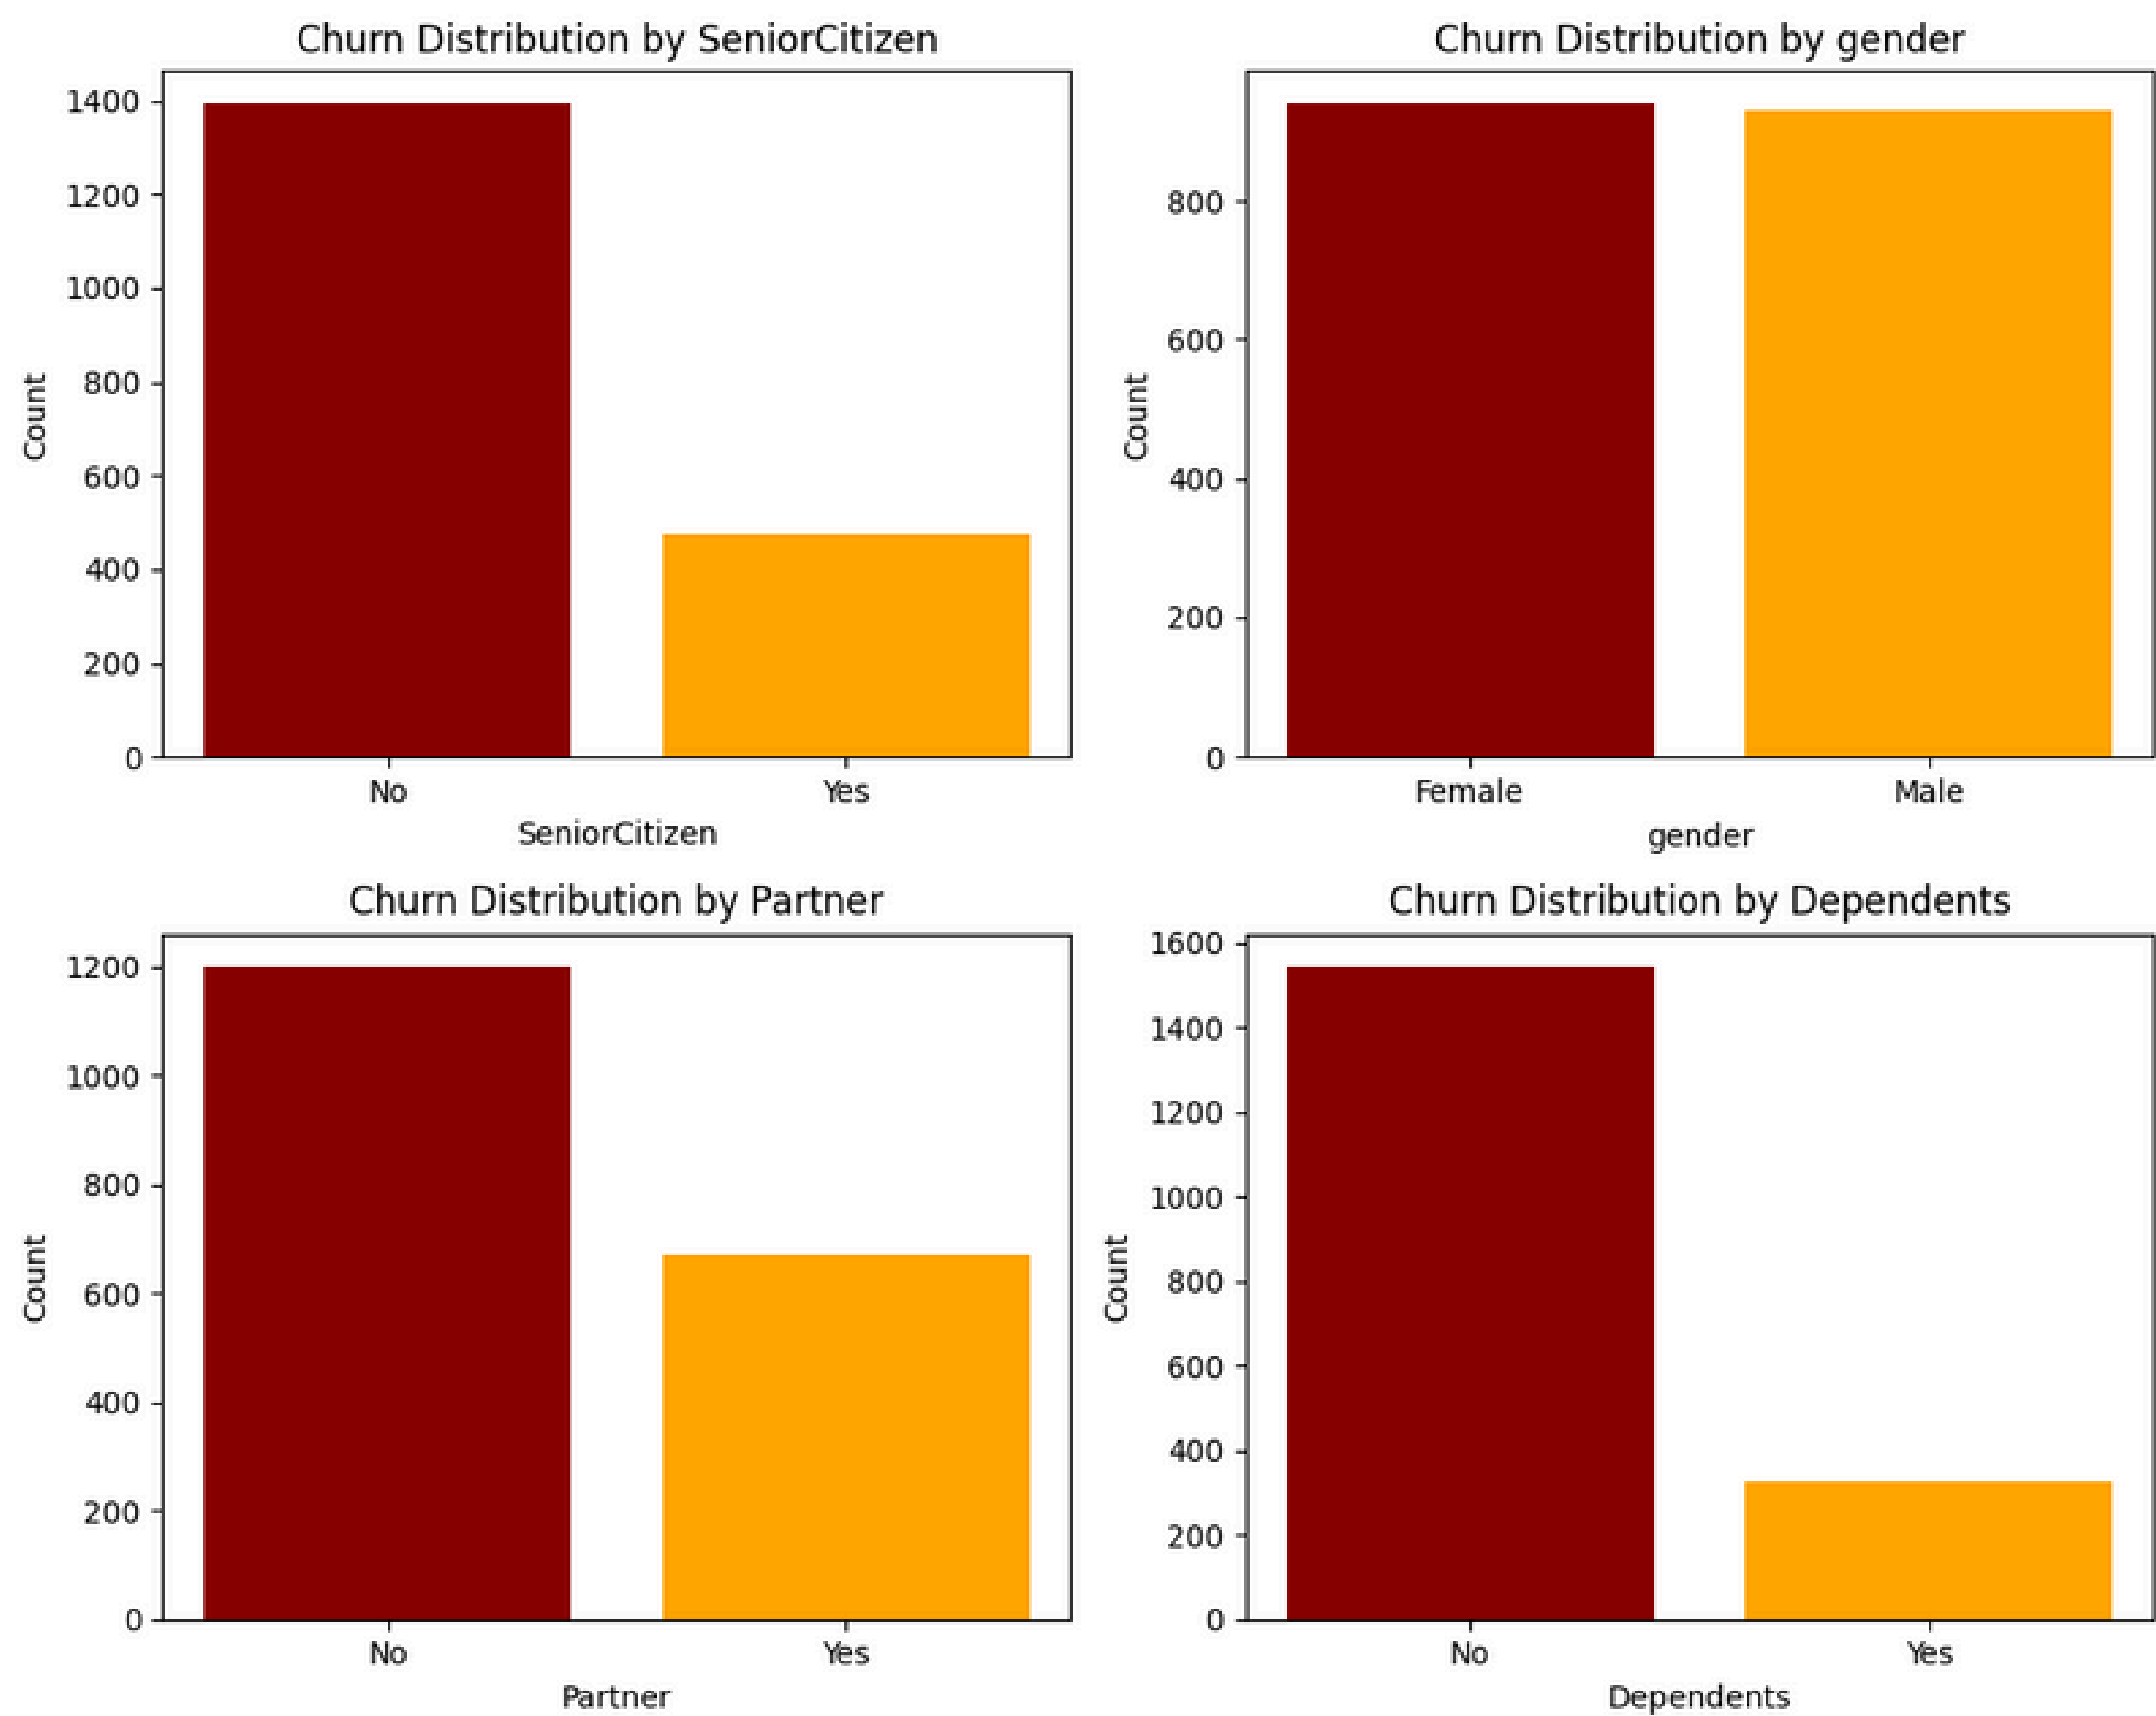 Churn Distribution by SeniorCitizen
1400
1200
1000
800
600
400
200
0
Count
No
Yes
SeniorCitizen
Churn Distribution by gender
800
600
400
200
0
Count
Female
Male
gender
Churn Distribution by Partner
1200
1000
800
600
400
200
0
Count
No
Yes
Partner
Churn Distribution by Dependents
1600
1400
1200
1000
800
600
400
200
0
Count
No
Yes
Dependents